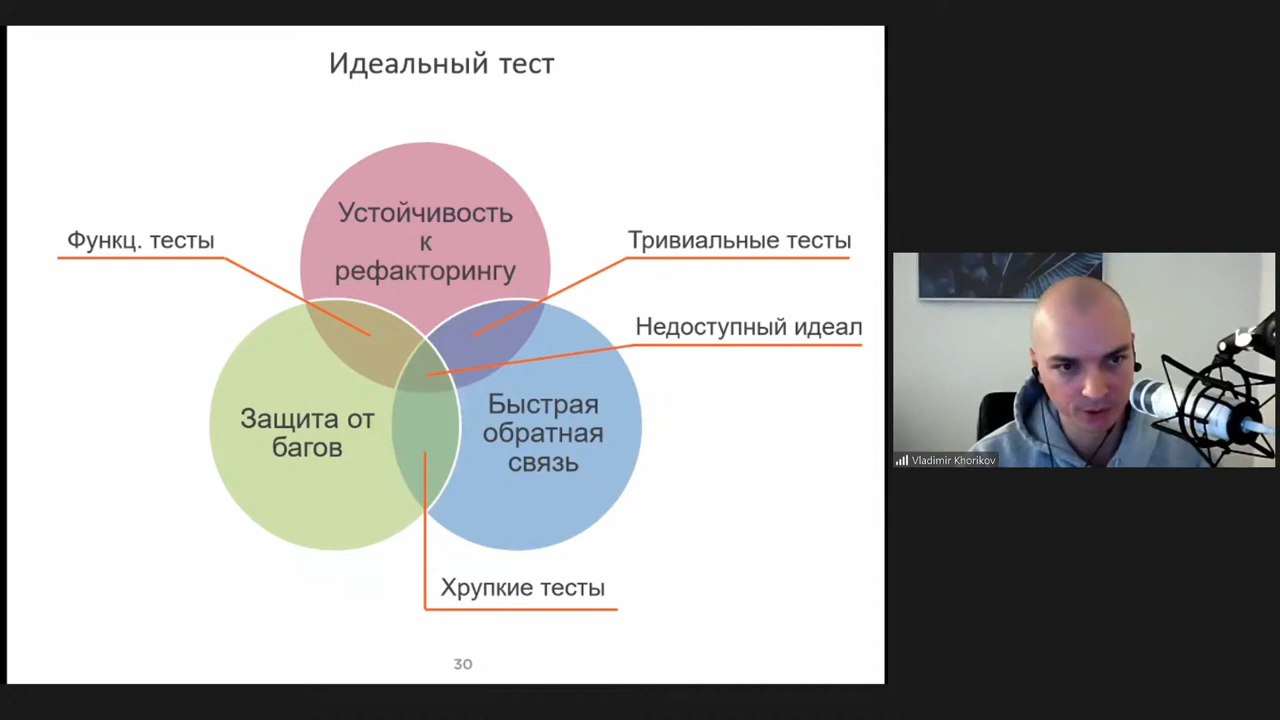 Идеальный тест
Устойчивость
к
рефакторингу
Функц. тесты
Тривиальные тесты
Недоступный идеал
Защита от
багов
Быстрая
обратная
связь
Хрупкие тесты
30
Vladimir Khorikov